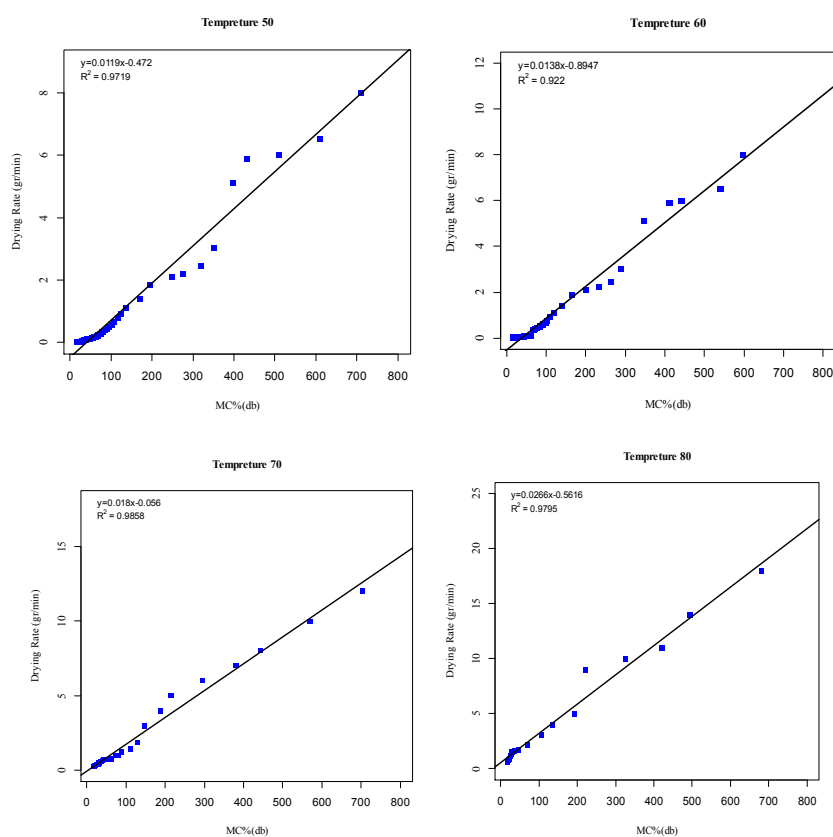 Tempreture 50
y=0.0119x-0.472
R2 = 0.9719
Drying Rate (gr/min)
8
6
4
2
0
0 100 200 300 400 500 600 700 800
MC%(db)
Tempreture 60
y=0.0138x-0.8947
R2 = 0.922
Drying Rate (gr/min)
12
10
8
6
4
2
0
0 100 200 300 400 500 600 700 800
MC%(db)
Tempreture 70
y=0.018x-0.056
R2 = 0.9858
Drying Rate (gr/min)
15
10
5
0
0 100 200 300 400 500 600 700 800
MC%(db)
Tempreture 80
y=0.0266x-0.5616
R2 = 0.9795
Drying Rate (gr/min)
25
20
15
10
5
0
0 100 200 300 400 500 600 700 800
MC%(db)